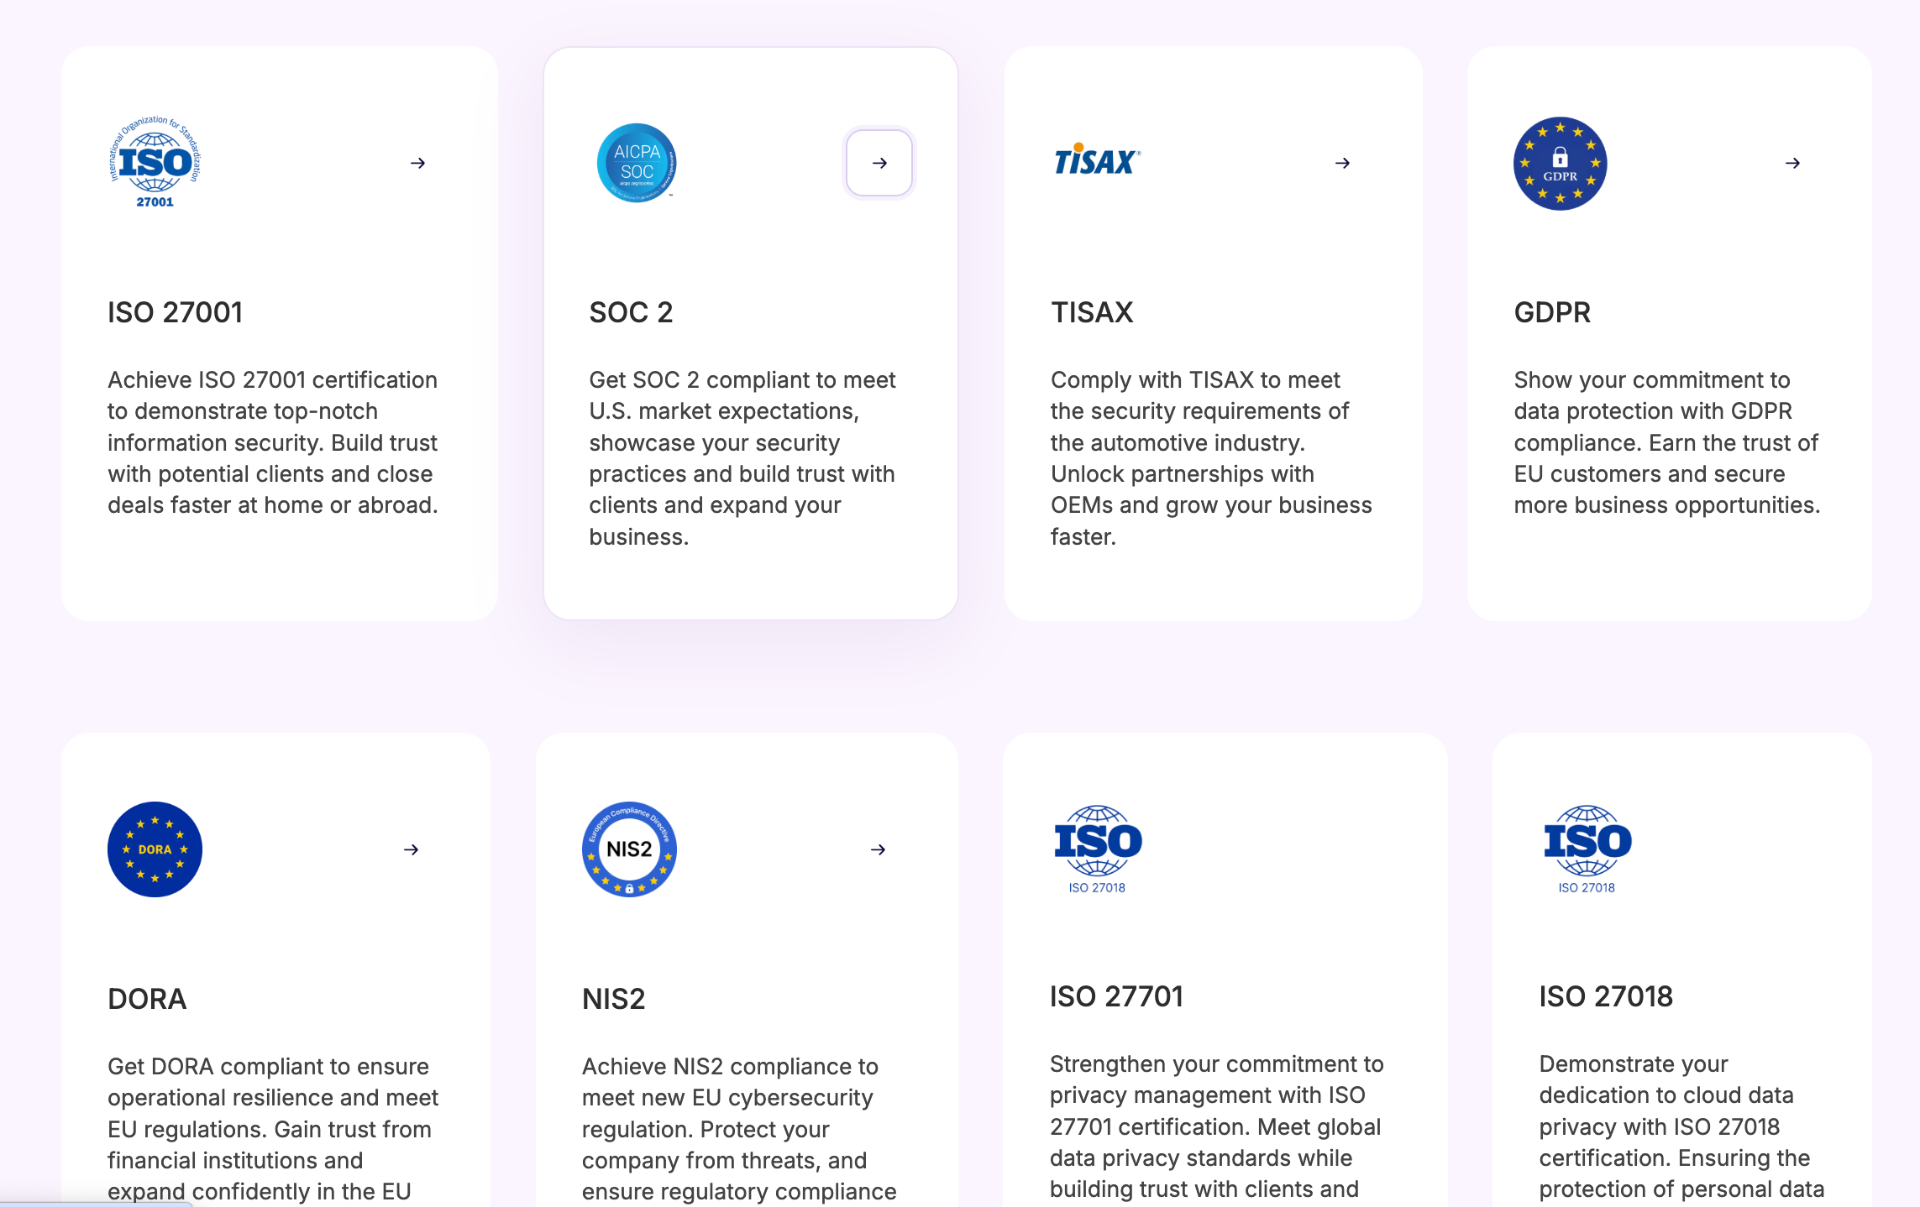 International Organization for Standardization
ISO
27001
ISO 27001
Achieve ISO 27001 certification
to demonstrate top-notch
information security. Build trust
with potential clients and close
deals faster at home or abroad.
AICPA
SOC
SOC 2
Get SOC 2 compliant to meet
U.S. market expectations,
showcase your security
practices and build trust with
clients and expand your
business.
TISAX
TISAX
Comply with TISAX to meet
the security requirements of
the automotive industry.
Unlock partnerships with
OEMs and grow your business
faster.
GDPR
GDPR
Show your commitment to
data protection with GDPR
compliance. Earn the trust of
EU customers and secure
more business opportunities.
DORA
DORA
Get DORA compliant to ensure
operational resilience and meet
EU regulations. Gain trust from
financial institutions and
expand confidently in the EU
European Compliance Directive
NIS2
NIS2
Achieve NIS2 compliance to
meet new EU cybersecurity
regulation. Protect your
company from threats, and
ensure regulatory compliance
ISO
ISO 27018
ISO 27701
Strengthen your commitment to
privacy management with ISO
27701 certification. Meet global
data privacy standards while
building trust with clients and
ISO
ISO 27018
ISO 27018
Demonstrate your
dedication to cloud data
privacy with ISO 27018
certification. Ensuring the
protection of personal data